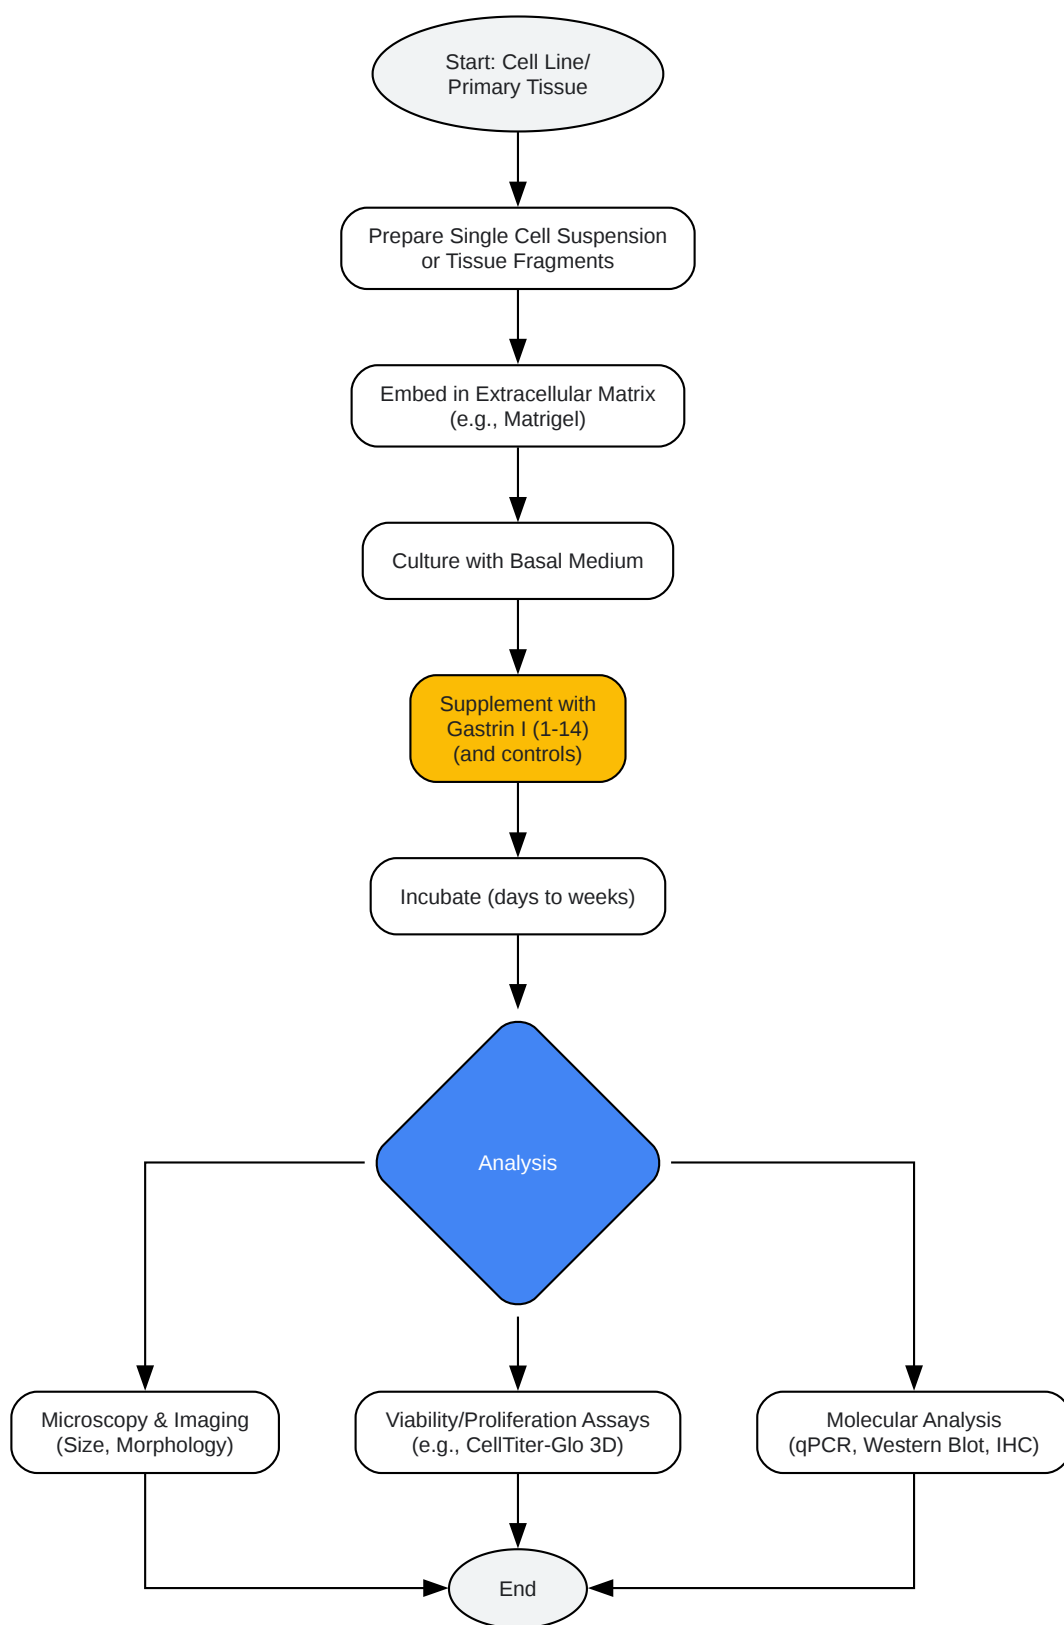 Start: Cell Line/
Primary Tissue
Prepare Single Cell Suspension
or Tissue Fragments
Embed in Extracellular Matrix
(e.g., Matrigel)
Culture with Basal Medium
Supplement with
Gastrin I (1-14)
(and controls)
Incubate (days to weeks)
Analysis
Microscopy & Imaging
(Size, Morphology)
Viability/Proliferation Assays
(e.g., CellTiter-Glo 3D)
Molecular Analysis
(qPCR, Western Blot, IHC)
End